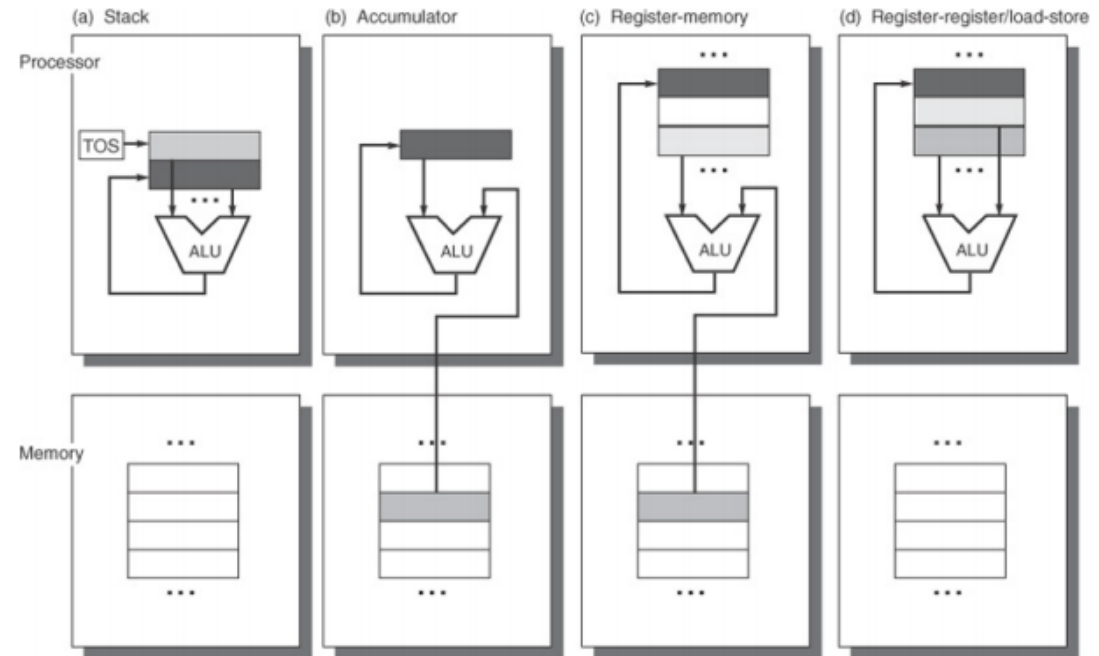 (a) Stack
(b) Accumulator
(c) Register-memory
(d) Register-register/load-store
Processor
...
...
TOS
...
...
...
ALU
ALU
ALU
ALU
Memory
...
...
...
...
...
...
...
...